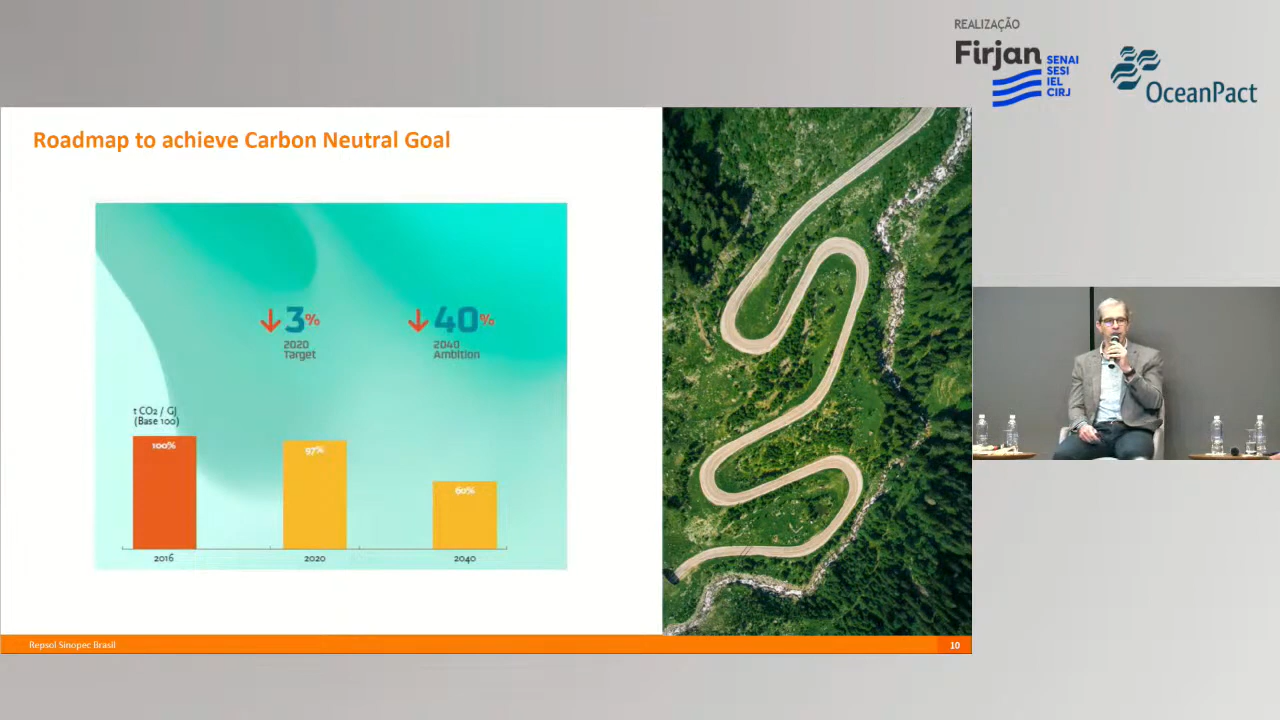 REALIZAÇÃO
Firjan
SENAI
SESI
IEL
CIRJ
OceanPact
Roadmap to achieve Carbon Neutral Goal
↓3%
2020
Target
↓40%
2040
Ambition
t CO2 / GJ
(Base 100)
100%
97%
60%
2016
2020
2040
Repsol Sinopec Brasil
10